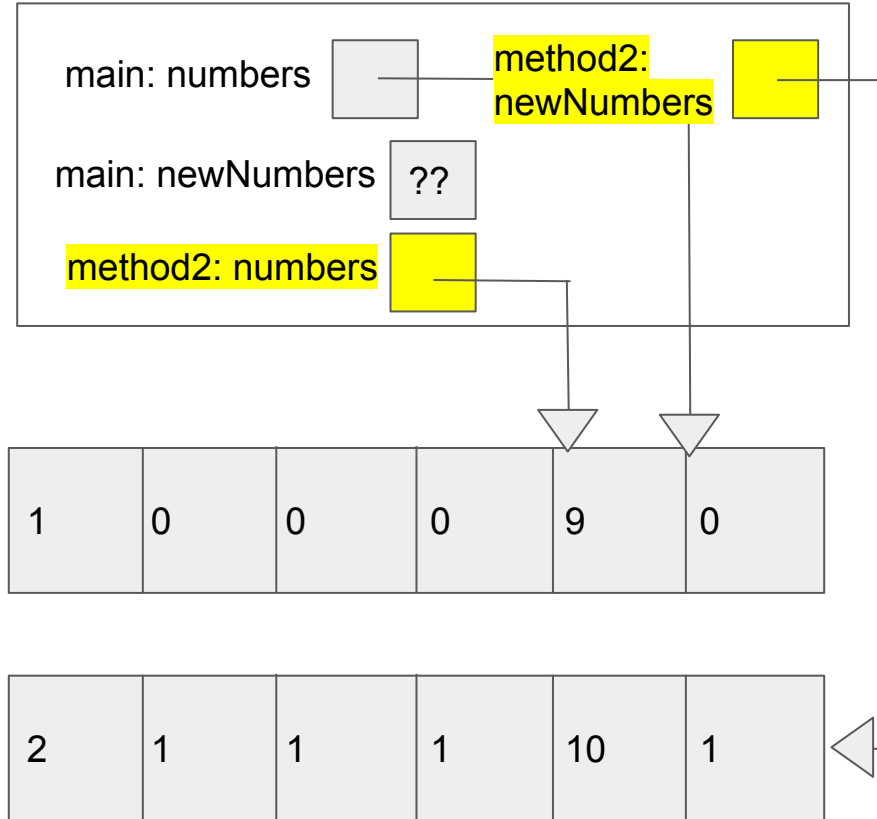 main: numbers
method2:
newNumbers
main: newNumbers
??
method2: numbers
1 0 0 0 9 0
2 1 1 1 10 1